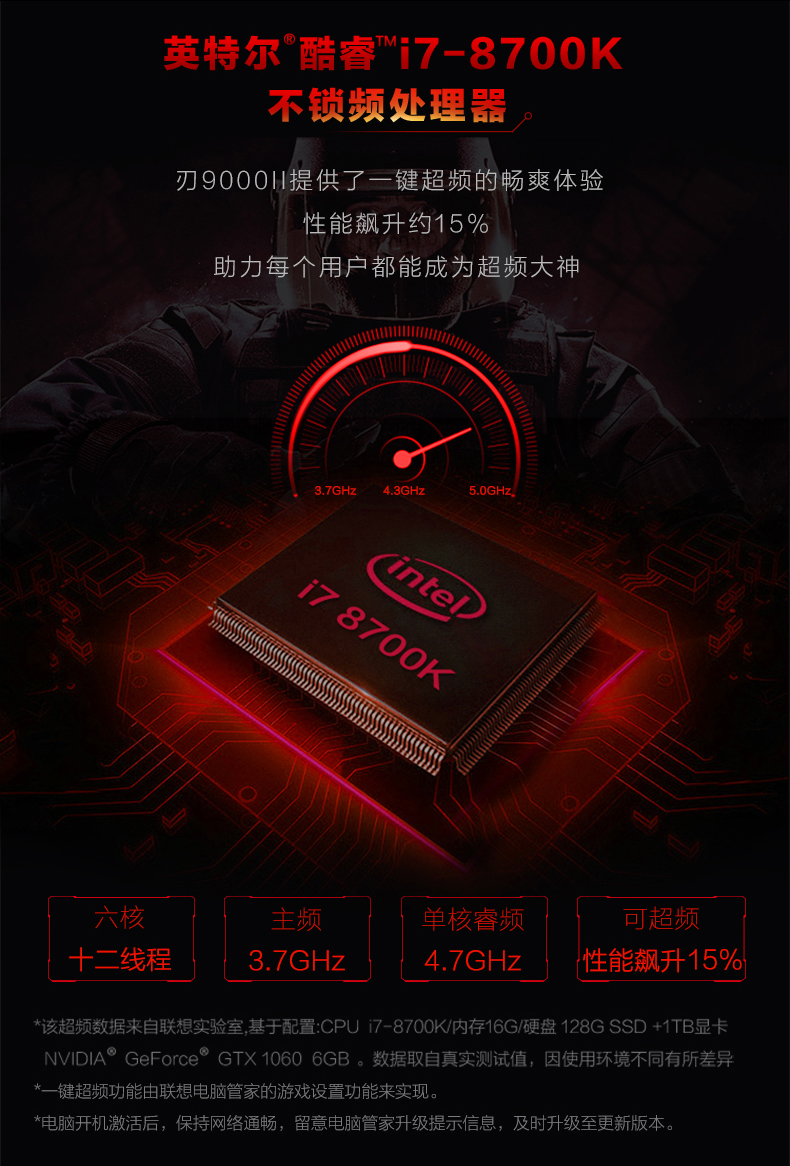 英特尔®酷睿™i7-8700K
不锁频处理器
刃9000II提供了一键超频的畅爽体验
性能飙升约15%
助力每个用户都能成为超频大神
3.7GHz 4.3GHz 5.0GHz
intel
i7 8700K
六核 主频 单核睿频 可超频
十二线程 3.7GHz 4.7GHz 性能飙升15%
*该超频数据来自联想实验室,基于配置:CPU i7-8700K/内存16G/硬盘 128G SSD +1TB显卡
NVIDIA® GeForce® GTX 1060 6GB 。数据取自真实测试值，因使用环境不同有所差异
*一键超频功能由联想电脑管家的游戏设置功能来实现。
*电脑开机激活后，保持网络通畅，留意电脑管家升级提示信息，及时升级至更新版本。